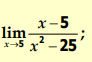 lim x→5 (x − 5) / (x² − 25) ;